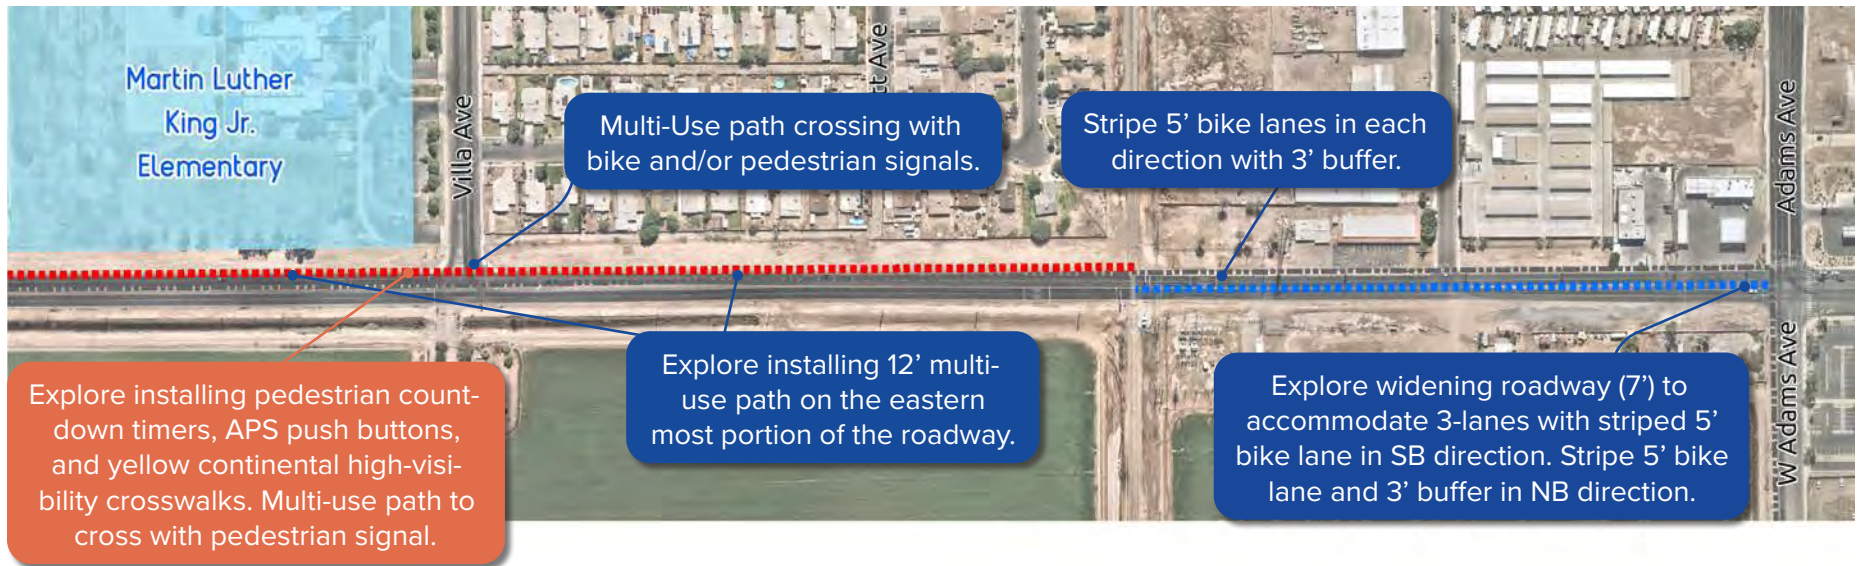 Martin Luther
King Jr.
Elementary
Villa Ave
ct Ave
Adams Ave
W Adams Ave
Multi-Use path crossing with
bike and/or pedestrian signals.
Stripe 5’ bike lanes in each
direction with 3’ buffer.
Explore installing pedestrian count-
down timers, APS push buttons,
and yellow continental high-visi-
bility crosswalks. Multi-use path to
cross with pedestrian signal.
Explore installing 12’ multi-
use path on the eastern
most portion of the roadway.
Explore widening roadway (7’) to
accommodate 3-lanes with striped 5’
bike lane in SB direction. Stripe 5’ bike
lane and 3’ buffer in NB direction.